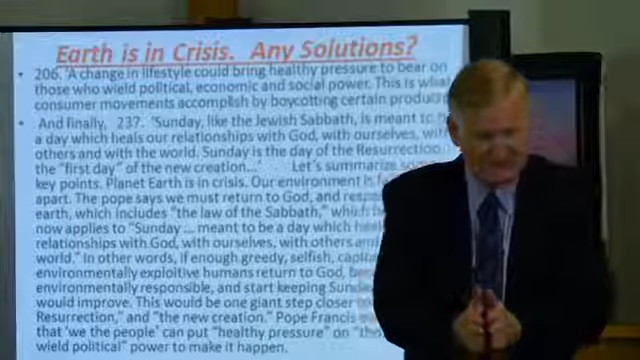 Earth is in Crisis. Any Solutions?
• 206. 'A change in lifestyle could bring healthy pressure to bear on
those who wield political, economic and social power. This is what
consumer movements accomplish by boycotting certain
• And finally, 237. 'Sunday, like the Jewish Sabbath, is meant to
a day which heals our relationships with God, with ourselves, with
others and with the world. Sunday is the day of the Resurrection
the "first day" of the new creation...' Let's summarize
key points. Planet Earth is in crisis. Our environment is
apart. The pope says we must return to God, and
earth, which includes "the law of the Sabbath," which
now applies to "Sunday ... meant to be a day which
relationships with God, with ourselves, with others and
world." In other words, if enough greedy, selfish,
environmentally exploitive humans return to God,
environmentally responsible, and start keeping
would improve. This would be one giant step closer
Resurrection," and "the new creation." Pope Francis
that 'we the people' can put "healthy pressure" on
wield political" power to make it happen.